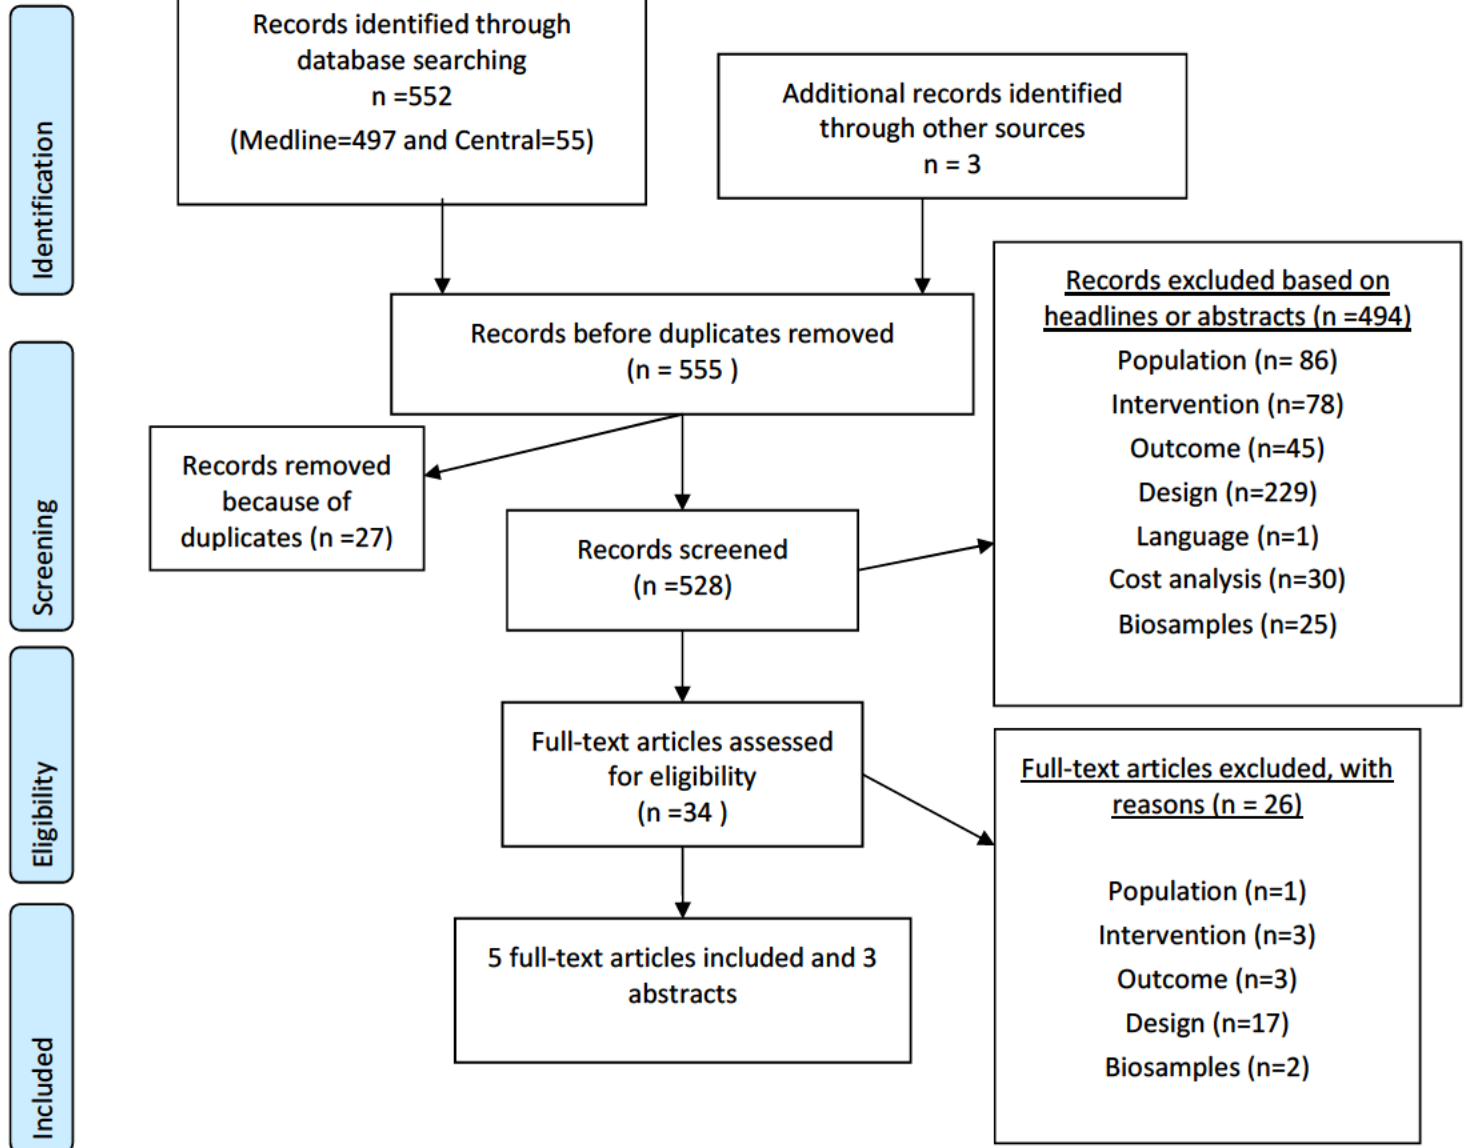 Identification
Records identified through
database searching
n =552
(Medline=497 and Central=55)
Additional records identified
through other sources
n = 3
Records before duplicates removed
(n = 555 )
Screening
Records removed
because of
duplicates (n =27)
Records screened
(n =528)
Records excluded based on
headlines or abstracts (n =494)
Population (n= 86)
Intervention (n=78)
Outcome (n=45)
Design (n=229)
Language (n=1)
Cost analysis (n=30)
Biosamples (n=25)
Eligibility
Full-text articles assessed
for eligibility
(n =34 )
Full-text articles excluded, with
reasons (n = 26)
Population (n=1)
Intervention (n=3)
Outcome (n=3)
Design (n=17)
Biosamples (n=2)
Included
5 full-text articles included and 3
abstracts